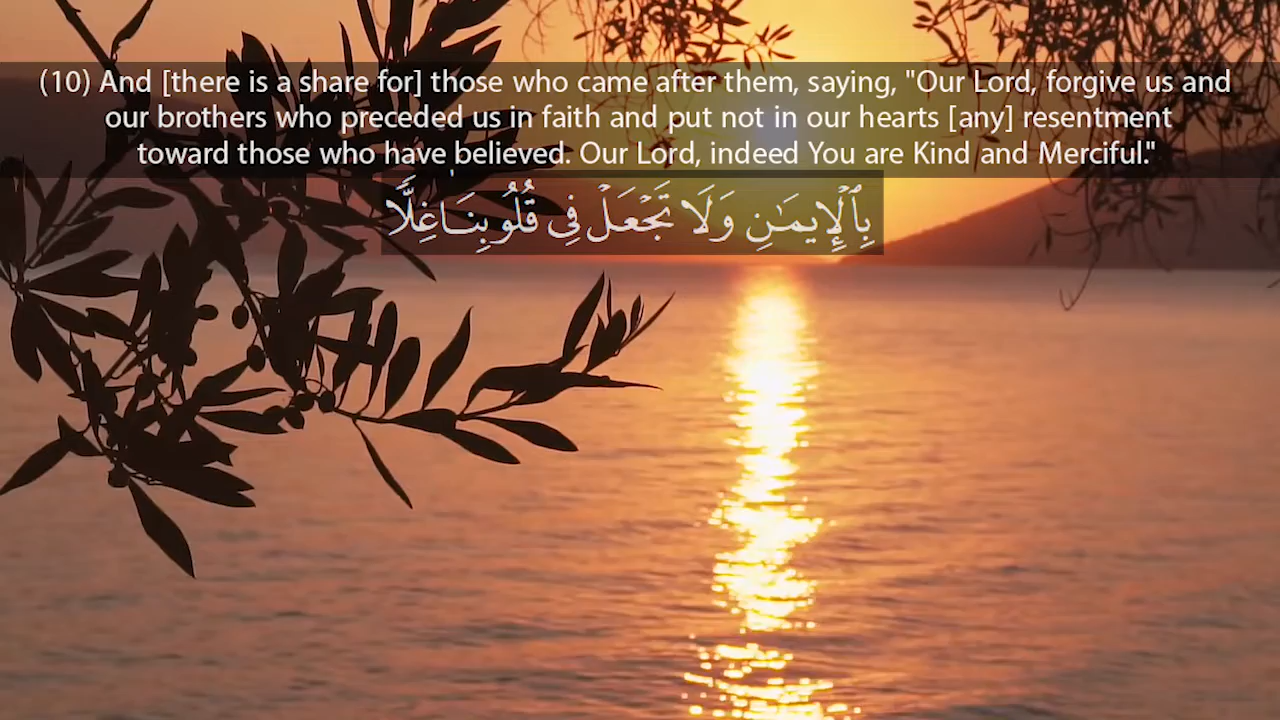 (10) And [there is a share for] those who came after them, saying, "Our Lord, forgive us and
our brothers who preceded us in faith and put not in our hearts [any] resentment
toward those who have believed. Our Lord, indeed You are Kind and Merciful."
بِٱلْإِيمَـٰنِ وَلَا تَجْعَلْ فِى قُلُوبِنَا غِلًّا